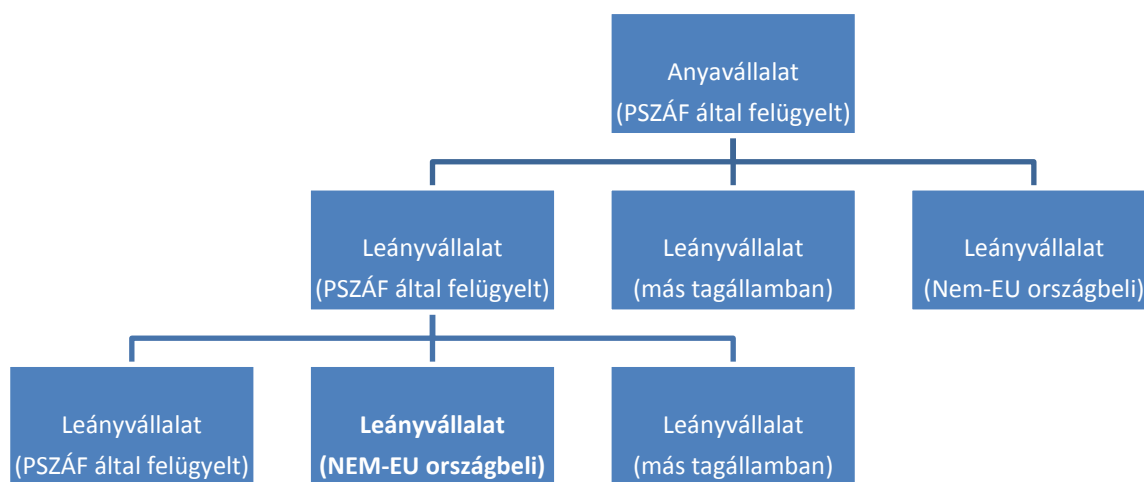 Anyavállalat
(PSZÁF által felügyelt)
Leányvállalat
(PSZÁF által felügyelt)
Leányvállalat
(más tagállamban)
Leányvállalat
(Nem-EU országbeli)
Leányvállalat
(PSZÁF által felügyelt)
Leányvállalat
(NEM-EU országbeli)
Leányvállalat
(más tagállamban)